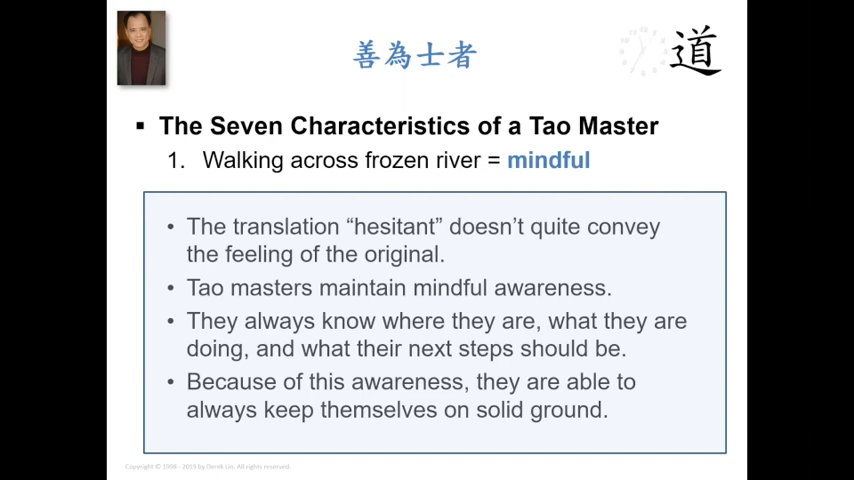 善為士者
道
The Seven Characteristics of a Tao Master
1. Walking across frozen river = mindful
• The translation “hesitant” doesn’t quite convey
the feeling of the original.
• Tao masters maintain mindful awareness.
• They always know where they are, what they are
doing, and what their next steps should be.
• Because of this awareness, they are able to
always keep themselves on solid ground.
Copyright © 1998 - 2019 by Derek Lin. All rights reserved.